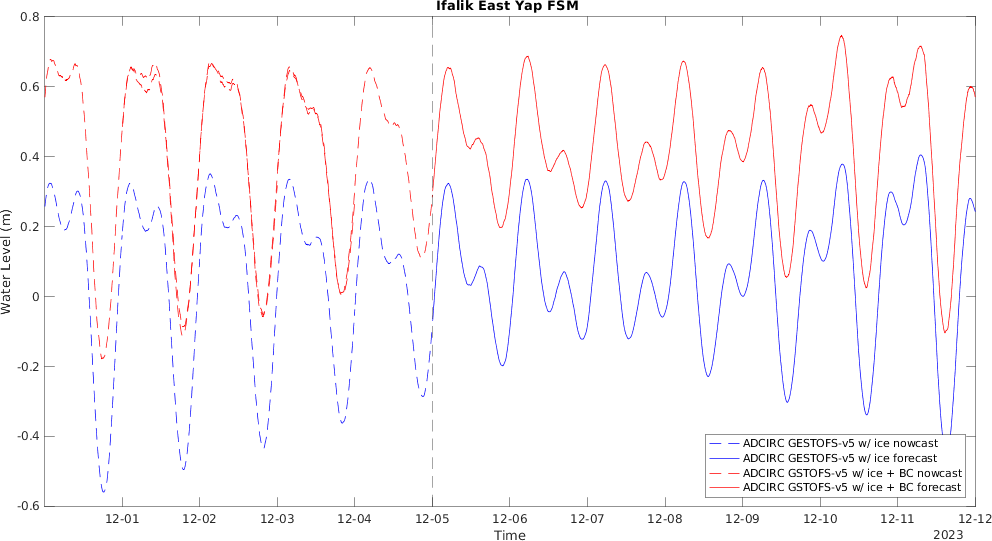 Ifalik East Yap FSM
0.8
0.6
0.4
0.2
0
-0.2
-0.4
-0.6
Water Level (m)
ADCIRC GESTOFS-v5 w/ ice nowcast
ADCIRC GESTOFS-v5 w/ ice forecast
ADCIRC GSTOFS-v5 w/ ice + BC nowcast
ADCIRC GSTOFS-v5 w/ ice + BC forecast
12-01 12-02 12-03 12-04 12-05 12-06 12-07 12-08 12-09 12-10 12-11 12-12
Time
2023